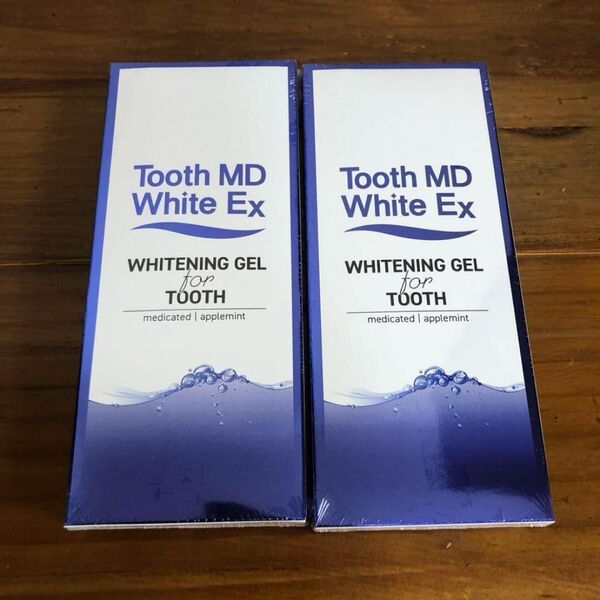 Tooth MD
White Ex
WHITENING GEL
for
TOOTH
medicated | applemint
Tooth MD
White Ex
WHITENING GEL
for
TOOTH
medicated | applemint